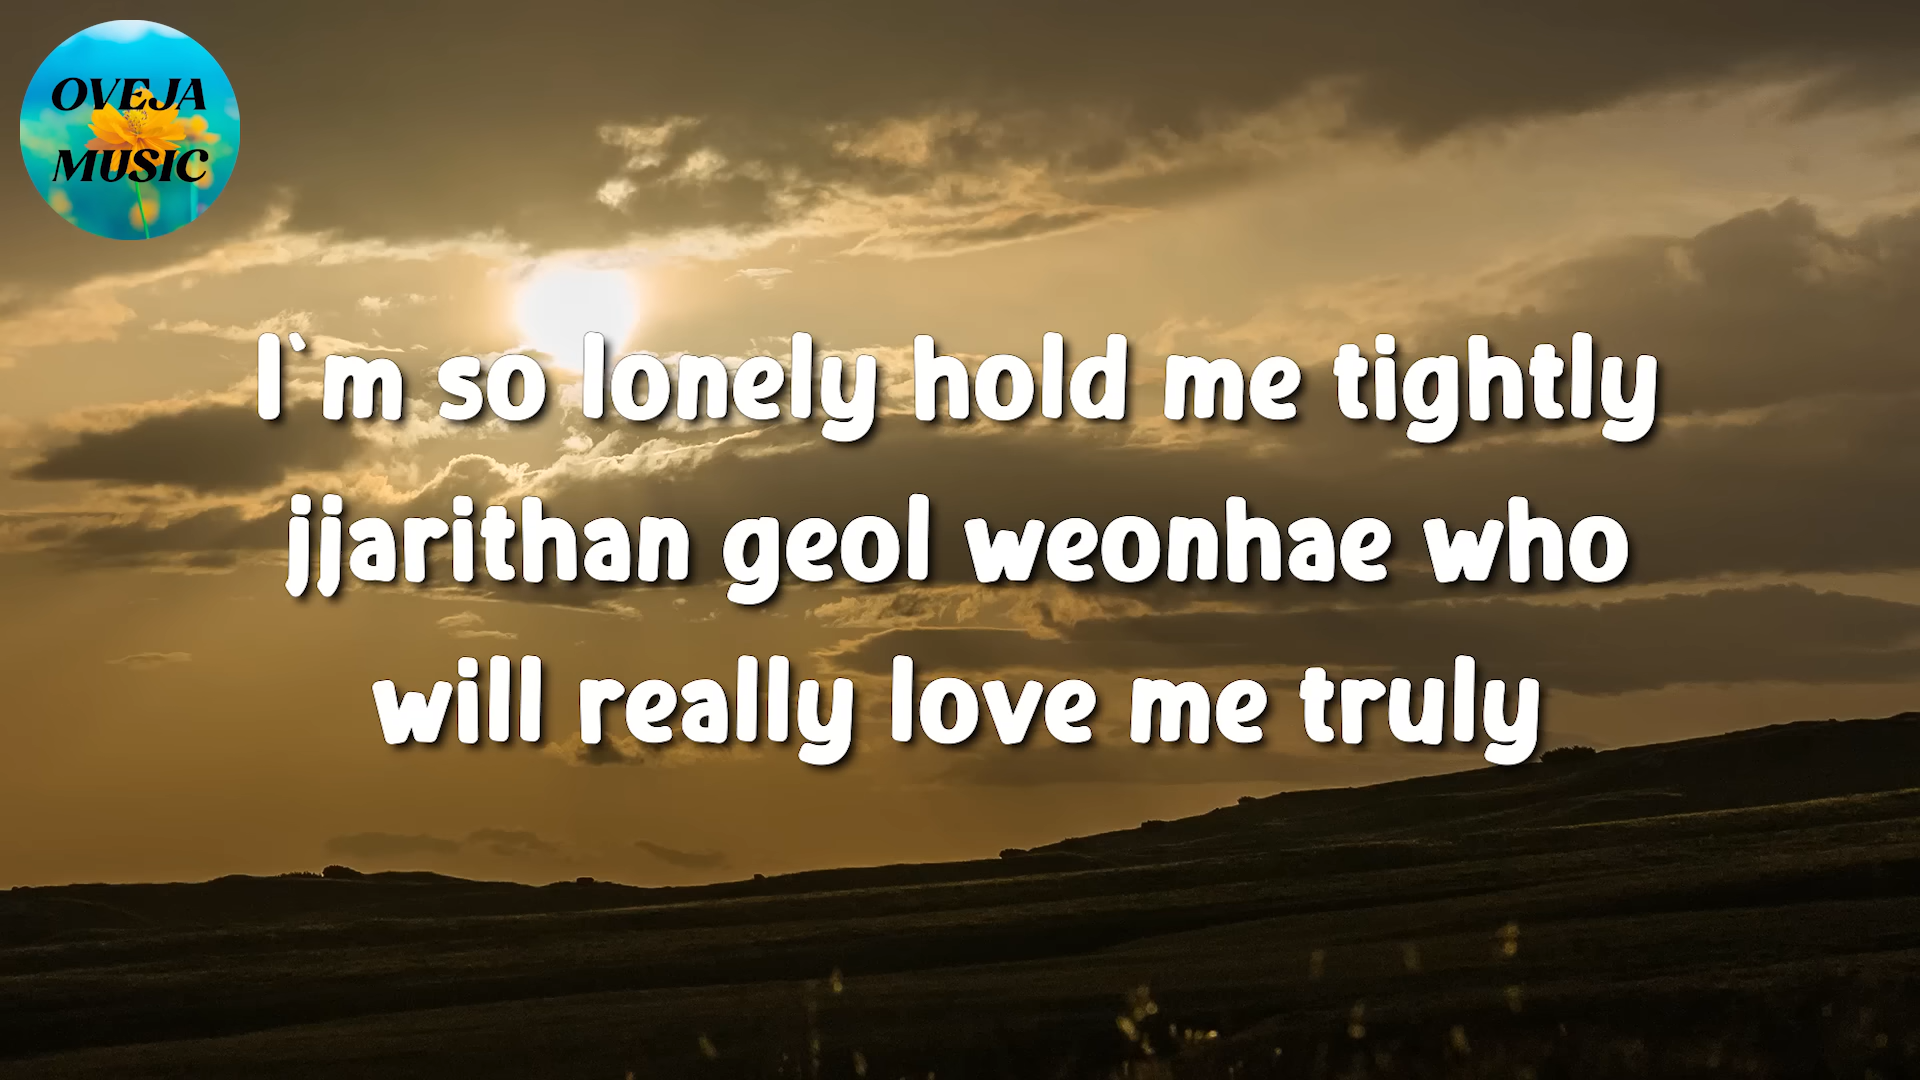 OVEJA
MUSIC
I`m so lonely hold me tightly
jjarithan geol weonhae who
will really love me truly